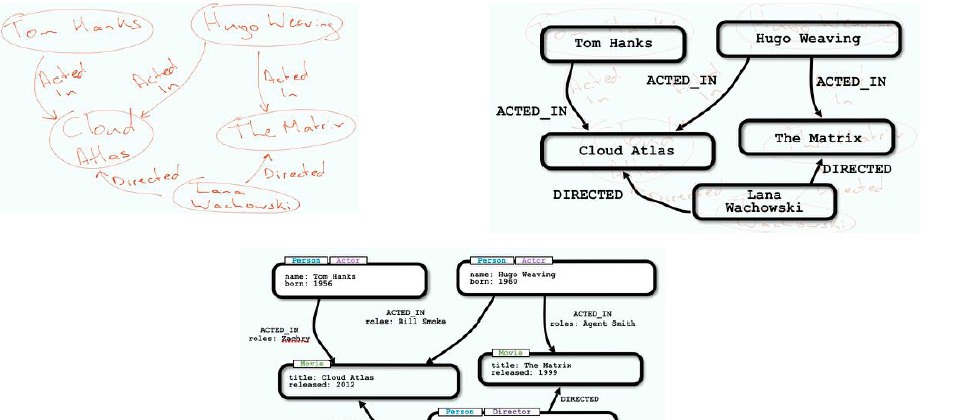 Tom Hanks
Hugo Weaving
Acted
In
Acted
In
Acted
In
Cloud
Atlas
The Matrix
Directed
Directed
Lana
Wachowski
Tom Hanks
Hugo Weaving
ACTED_IN
ACTED_IN
ACTED_IN
Cloud Atlas
The Matrix
DIRECTED
DIRECTED
Lana
Wachowski
Person Actor
name: Tom Hanks
born: 1956
Person Actor
name: Hugo Weaving
born: 1960
ACTED_IN
roles: Zachry
ACTED_IN
roles: Bill Smoke
ACTED_IN
roles: Agent Smith
Movie
title: Cloud Atlas
released: 2012
Movie
title: The Matrix
released: 1999
DIRECTED
Person Director